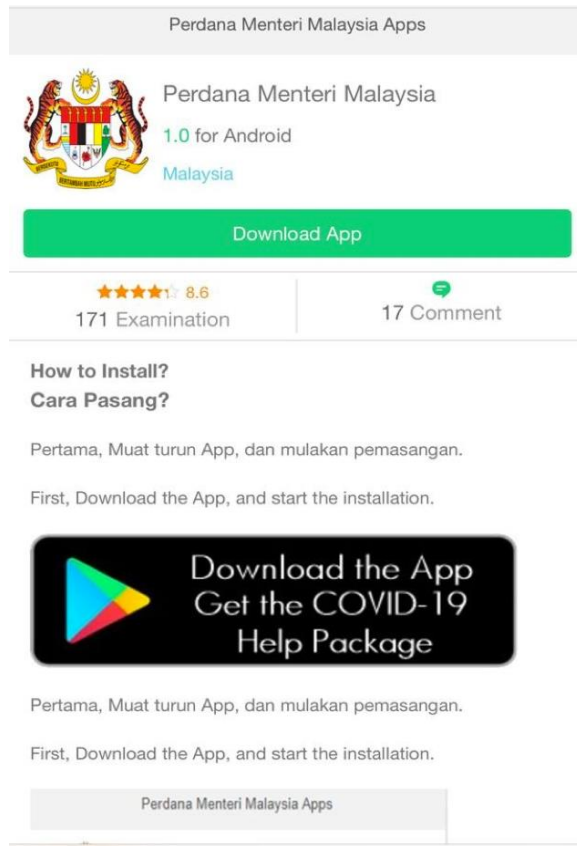 Perdana Menteri Malaysia Apps
Perdana Menteri Malaysia
1.0 for Android
Malaysia
BERSEKUTU BERTAMBAH MUTU
Download App
8.6
171 Examination
17 Comment
How to Install?
Cara Pasang?
Pertama, Muat turun App, dan mulakan pemasangan.
First, Download the App, and start the installation.
Download the App
Get the COVID-19
Help Package
Pertama, Muat turun App, dan mulakan pemasangan.
First, Download the App, and start the installation.
Perdana Menteri Malaysia Apps